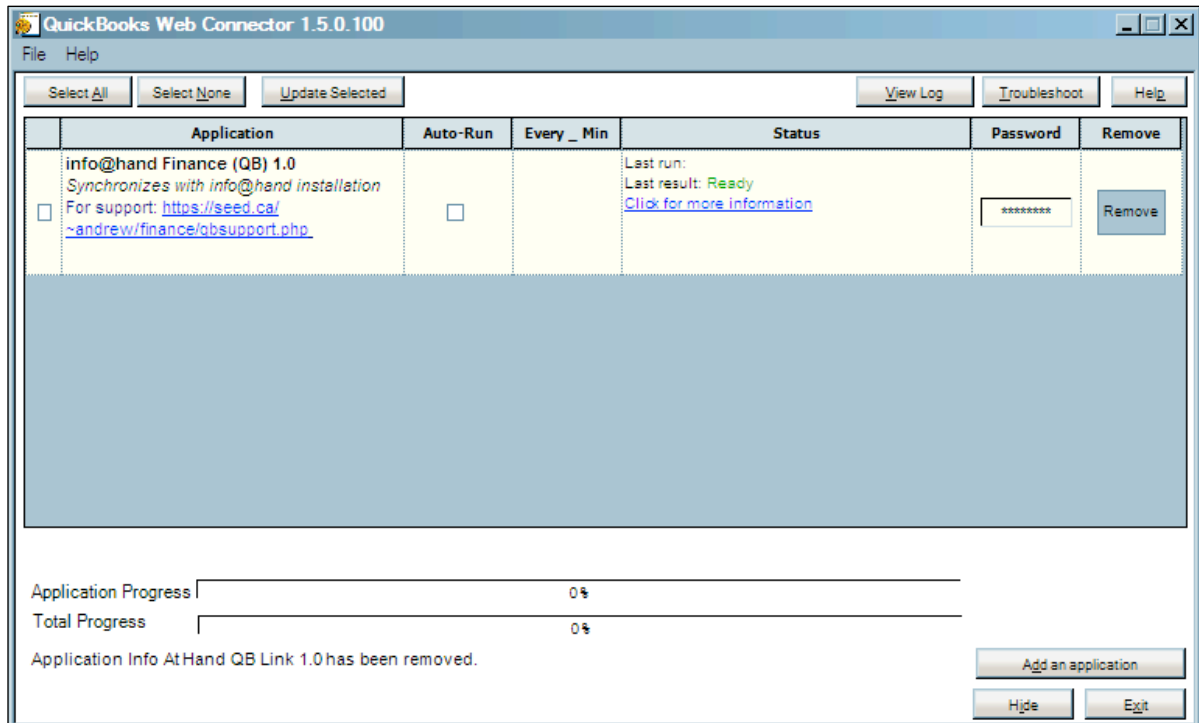 QuickBooks Web Connector 1.5.0.100
File Help
Select All Select None Update Selected View Log Troubleshoot Help
Application Auto-Run Every _ Min Status Password Remove
info@hand Finance (QB) 1.0
Synchronizes with info@hand installation
For support: https://seed.ca/
~andrew/finance/qbsupport.php
Last run:
Last result: Ready
Click for more information
********
Remove
Application Progress 0%
Total Progress 0%
Application Info At Hand QB Link 1.0 has been removed.
Add an application
Hide Exit